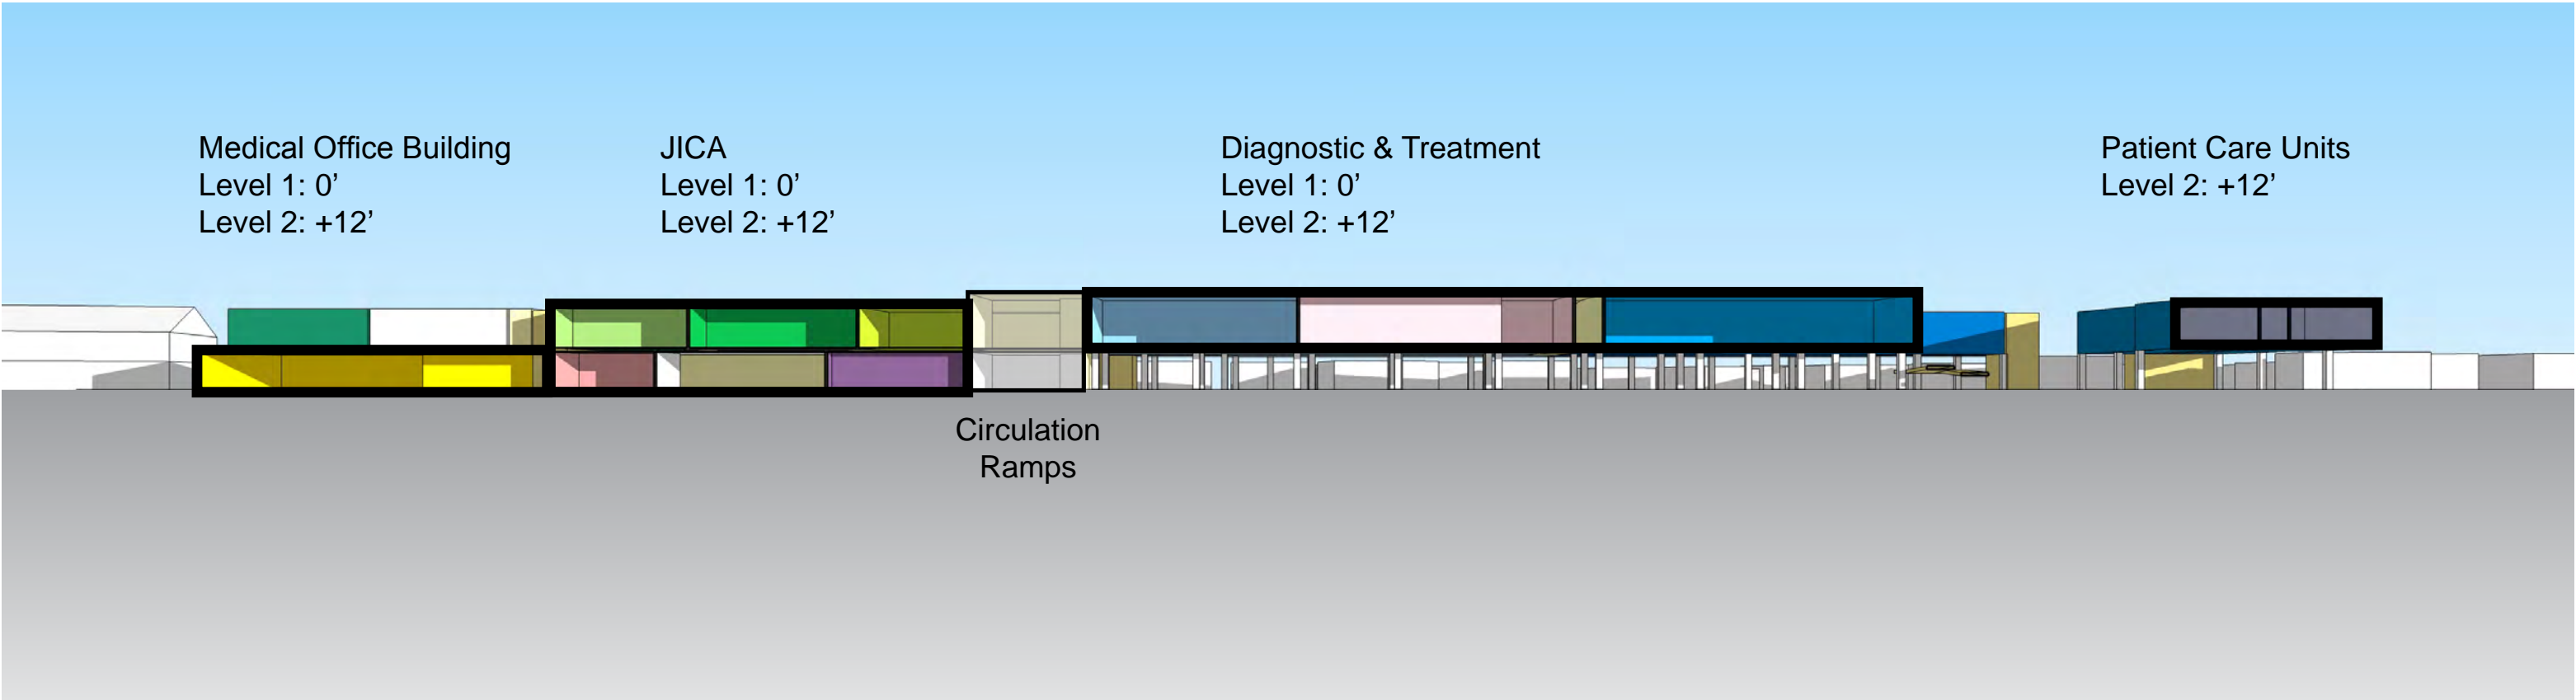 Medical Office Building
Level 1: 0’
Level 2: +12’
JICA
Level 1: 0’
Level 2: +12’
Diagnostic & Treatment
Level 1: 0’
Level 2: +12’
Patient Care Units
Level 2: +12’
Circulation
Ramps